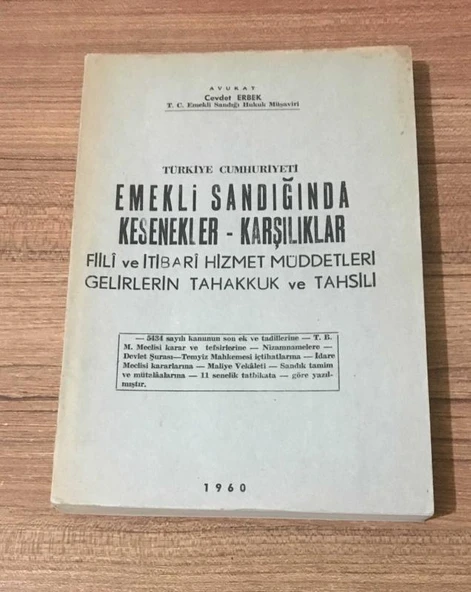 AVUKAT
Cevdet ERBEK
T. C. Emekli Sandığı Hukuk Müşaviri
TÜRKİYE CUMHURİYETİ
EMEKLİ SANDIĞINDA
KESENEKLER - KARŞILIKLAR
FİİLÎ ve İTİBARİ HİZMET MÜDDETLERİ
GELİRLERİN TAHAKKUK ve TAHSİLİ
— 5434 sayılı kanunun son ek ve tadillerine — T. B.
M. Meclisi karar ve tefsirlerine — Nizamnamelere —
Devlet Şurası—Temyiz Mahkemesi içtihatlarına — İdare
Meclisi kararlarına — Maliye Vekâleti — Sandık tamim
ve mütalâalarına — 11 senelik tatbikata — göre yazıl-
mıştır.
1960